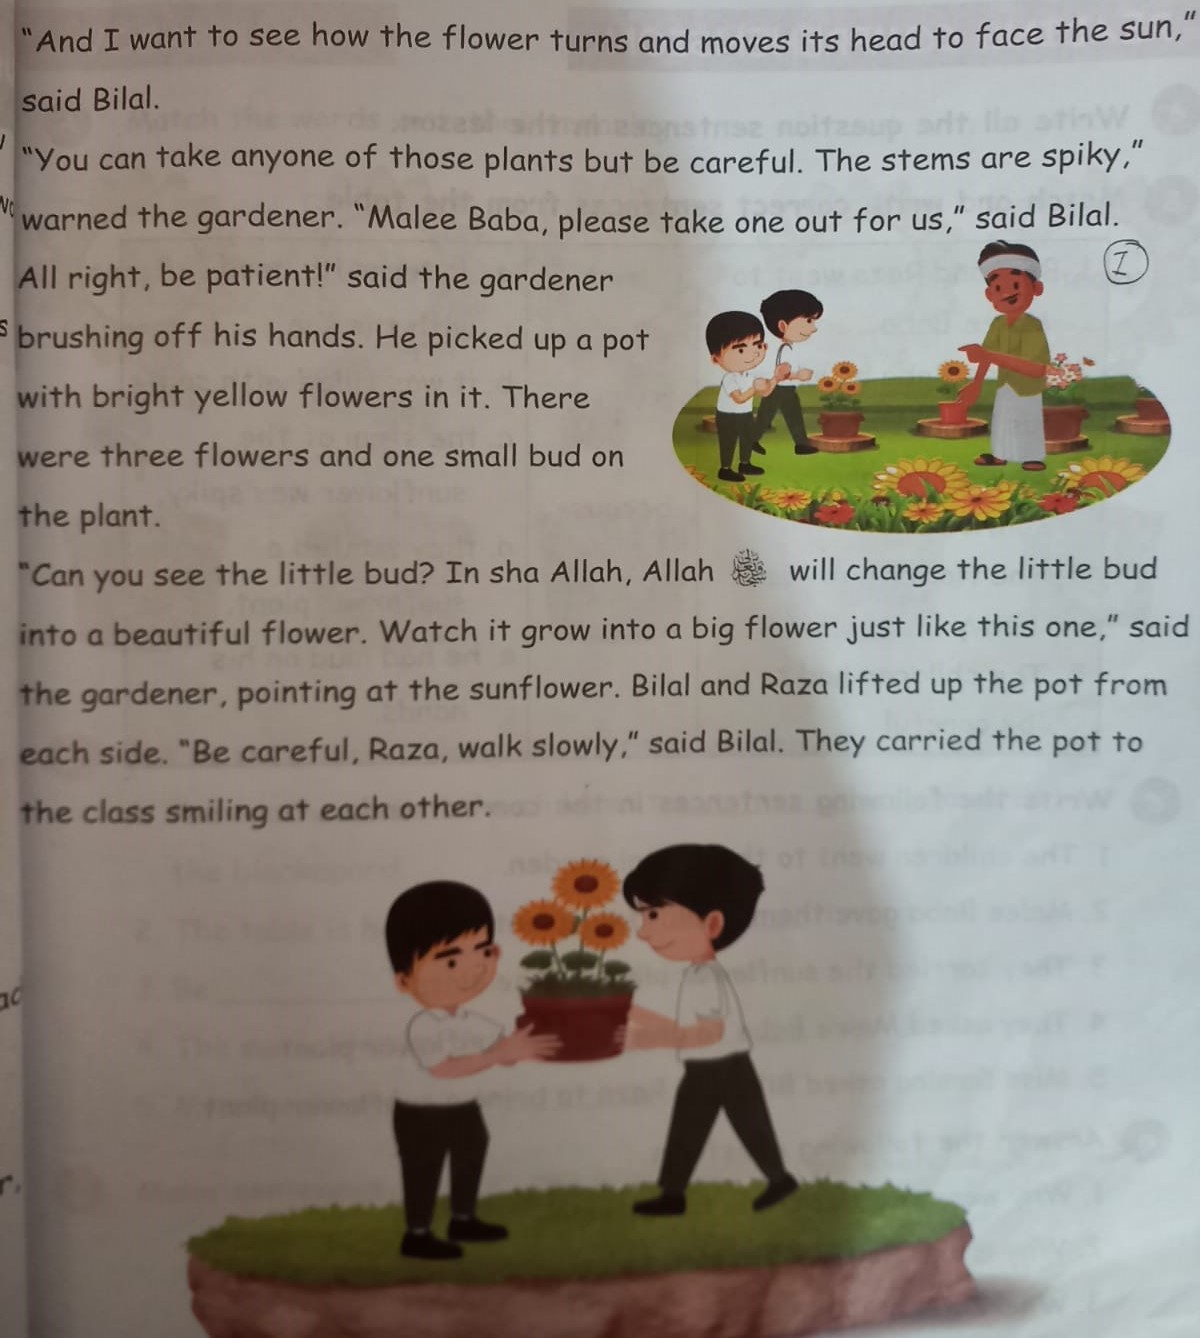 "And I want to see how the flower turns and moves its head to face the sun,"
said Bilal.
"You can take anyone of those plants but be careful. The stems are spiky,"
warned the gardener. "Malee Baba, please take one out for us," said Bilal.
I
All right, be patient!" said the gardener
brushing off his hands. He picked up a pot
with bright yellow flowers in it. There
were three flowers and one small bud on
the plant.
"Can you see the little bud? In sha Allah, Allah will change the little bud
into a beautiful flower. Watch it grow into a big flower just like this one," said
the gardener, pointing at the sunflower. Bilal and Raza lifted up the pot from
each side. "Be careful, Raza, walk slowly," said Bilal. They carried the pot to
the class smiling at each other.